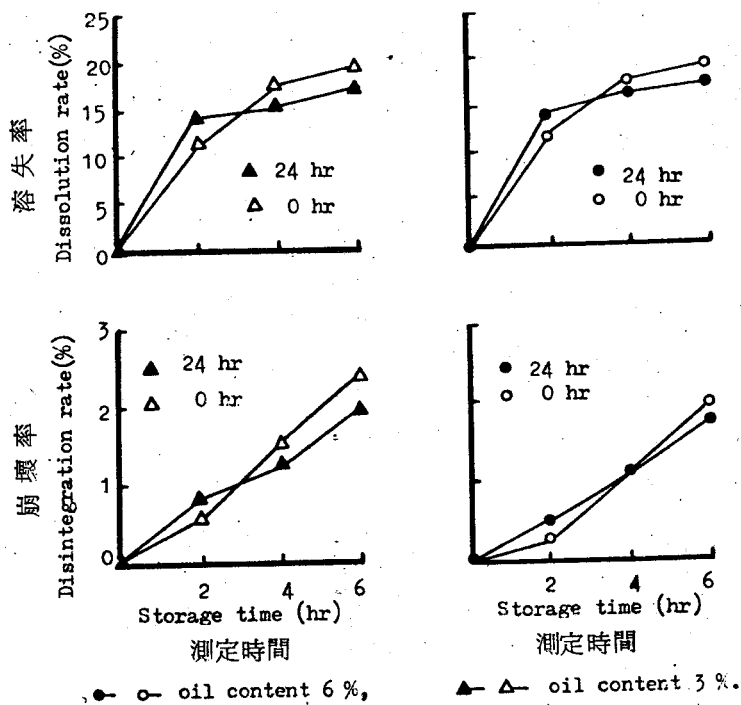 溶失率
Dissolution rate(%)
25
20
15
10
5
0
▲ 24 hr
△ 0 hr
● 24 hr
○ 0 hr
崩壞率
Disintegration rate(%)
3
2
1
0
▲ 24 hr
△ 0 hr
● 24 hr
○ 0 hr
2 4 6
Storage time (hr)
測定時間
2 4 6
Storage time (hr)
測定時間
●- ○- oil content 6 %,
▲- △- oil content 3 %.